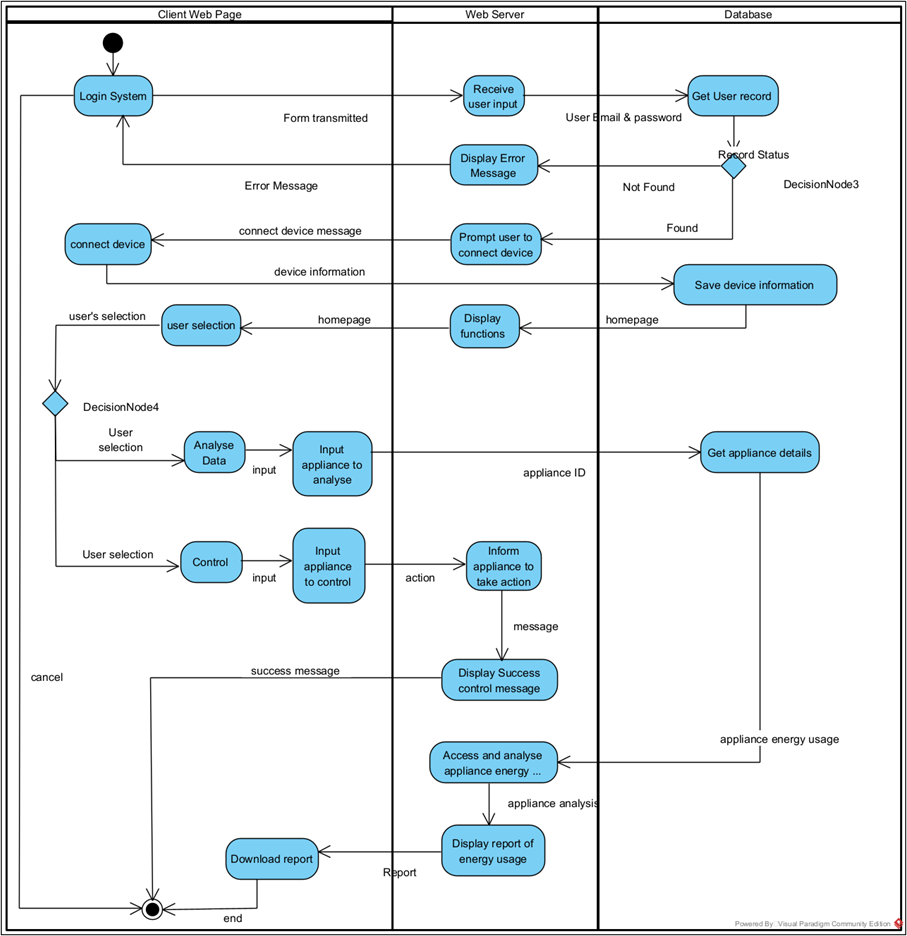 Client Web Page
Web Server
Database
Login System
Receive
user input
Get User record
Form transmitted
User Email & password
Record Status
Display Error
Message
DecisionNode3
Error Message
Not Found
Found
connect device message
Prompt user to
connect device
connect device
device information
Save device information
user's selection
user selection
homepage
Display
functions
homepage
DecisionNode4
User
selection
Analyse
Data
input
Input
appliance to
analyse
appliance ID
Get appliance details
User selection
Control
input
Input
appliance
to control
action
Inform
appliance to
take action
message
cancel
success message
Display Success
control message
appliance energy usage
Access and analyse
appliance energy ...
appliance analysis
Display report of
energy usage
Report
Download report
end
Powered By: Visual Paradigm Community Edition